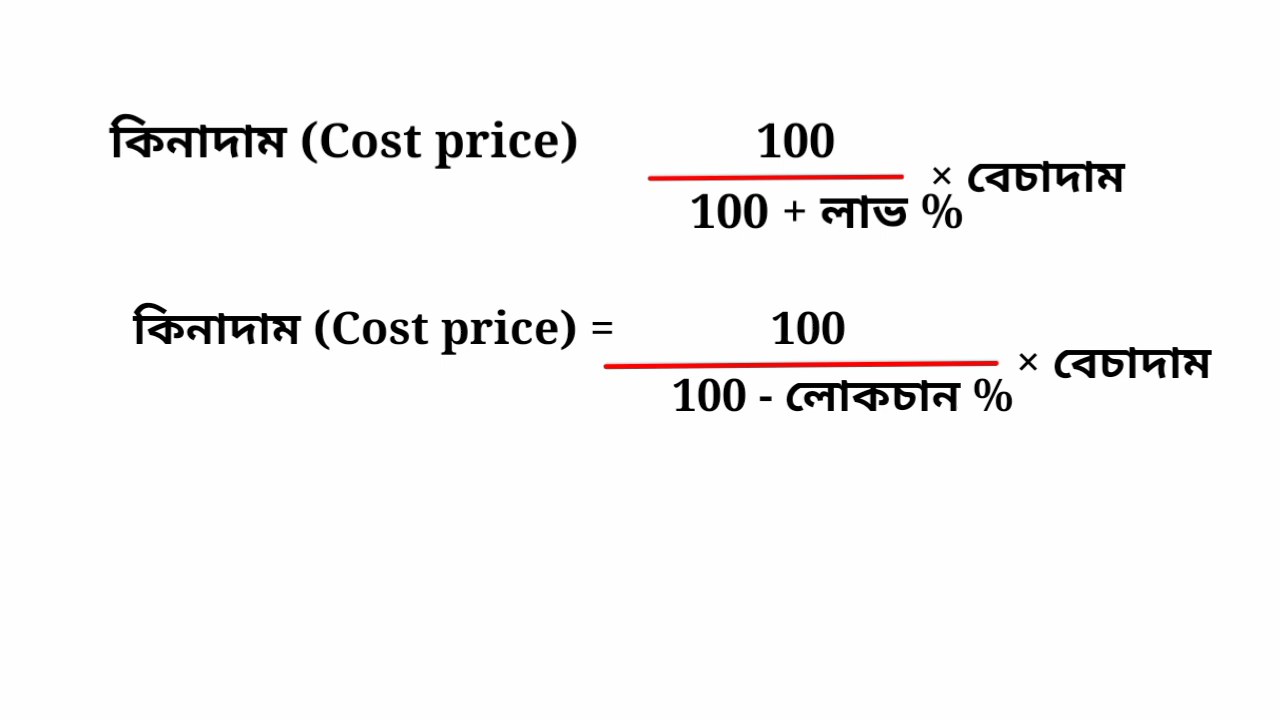 কিনাদাম (Cost price) 100
× বেচাদাম
100 + লাভ %
কিনাদাম (Cost price) = 100
× বেচাদাম
100 - লোকচান %